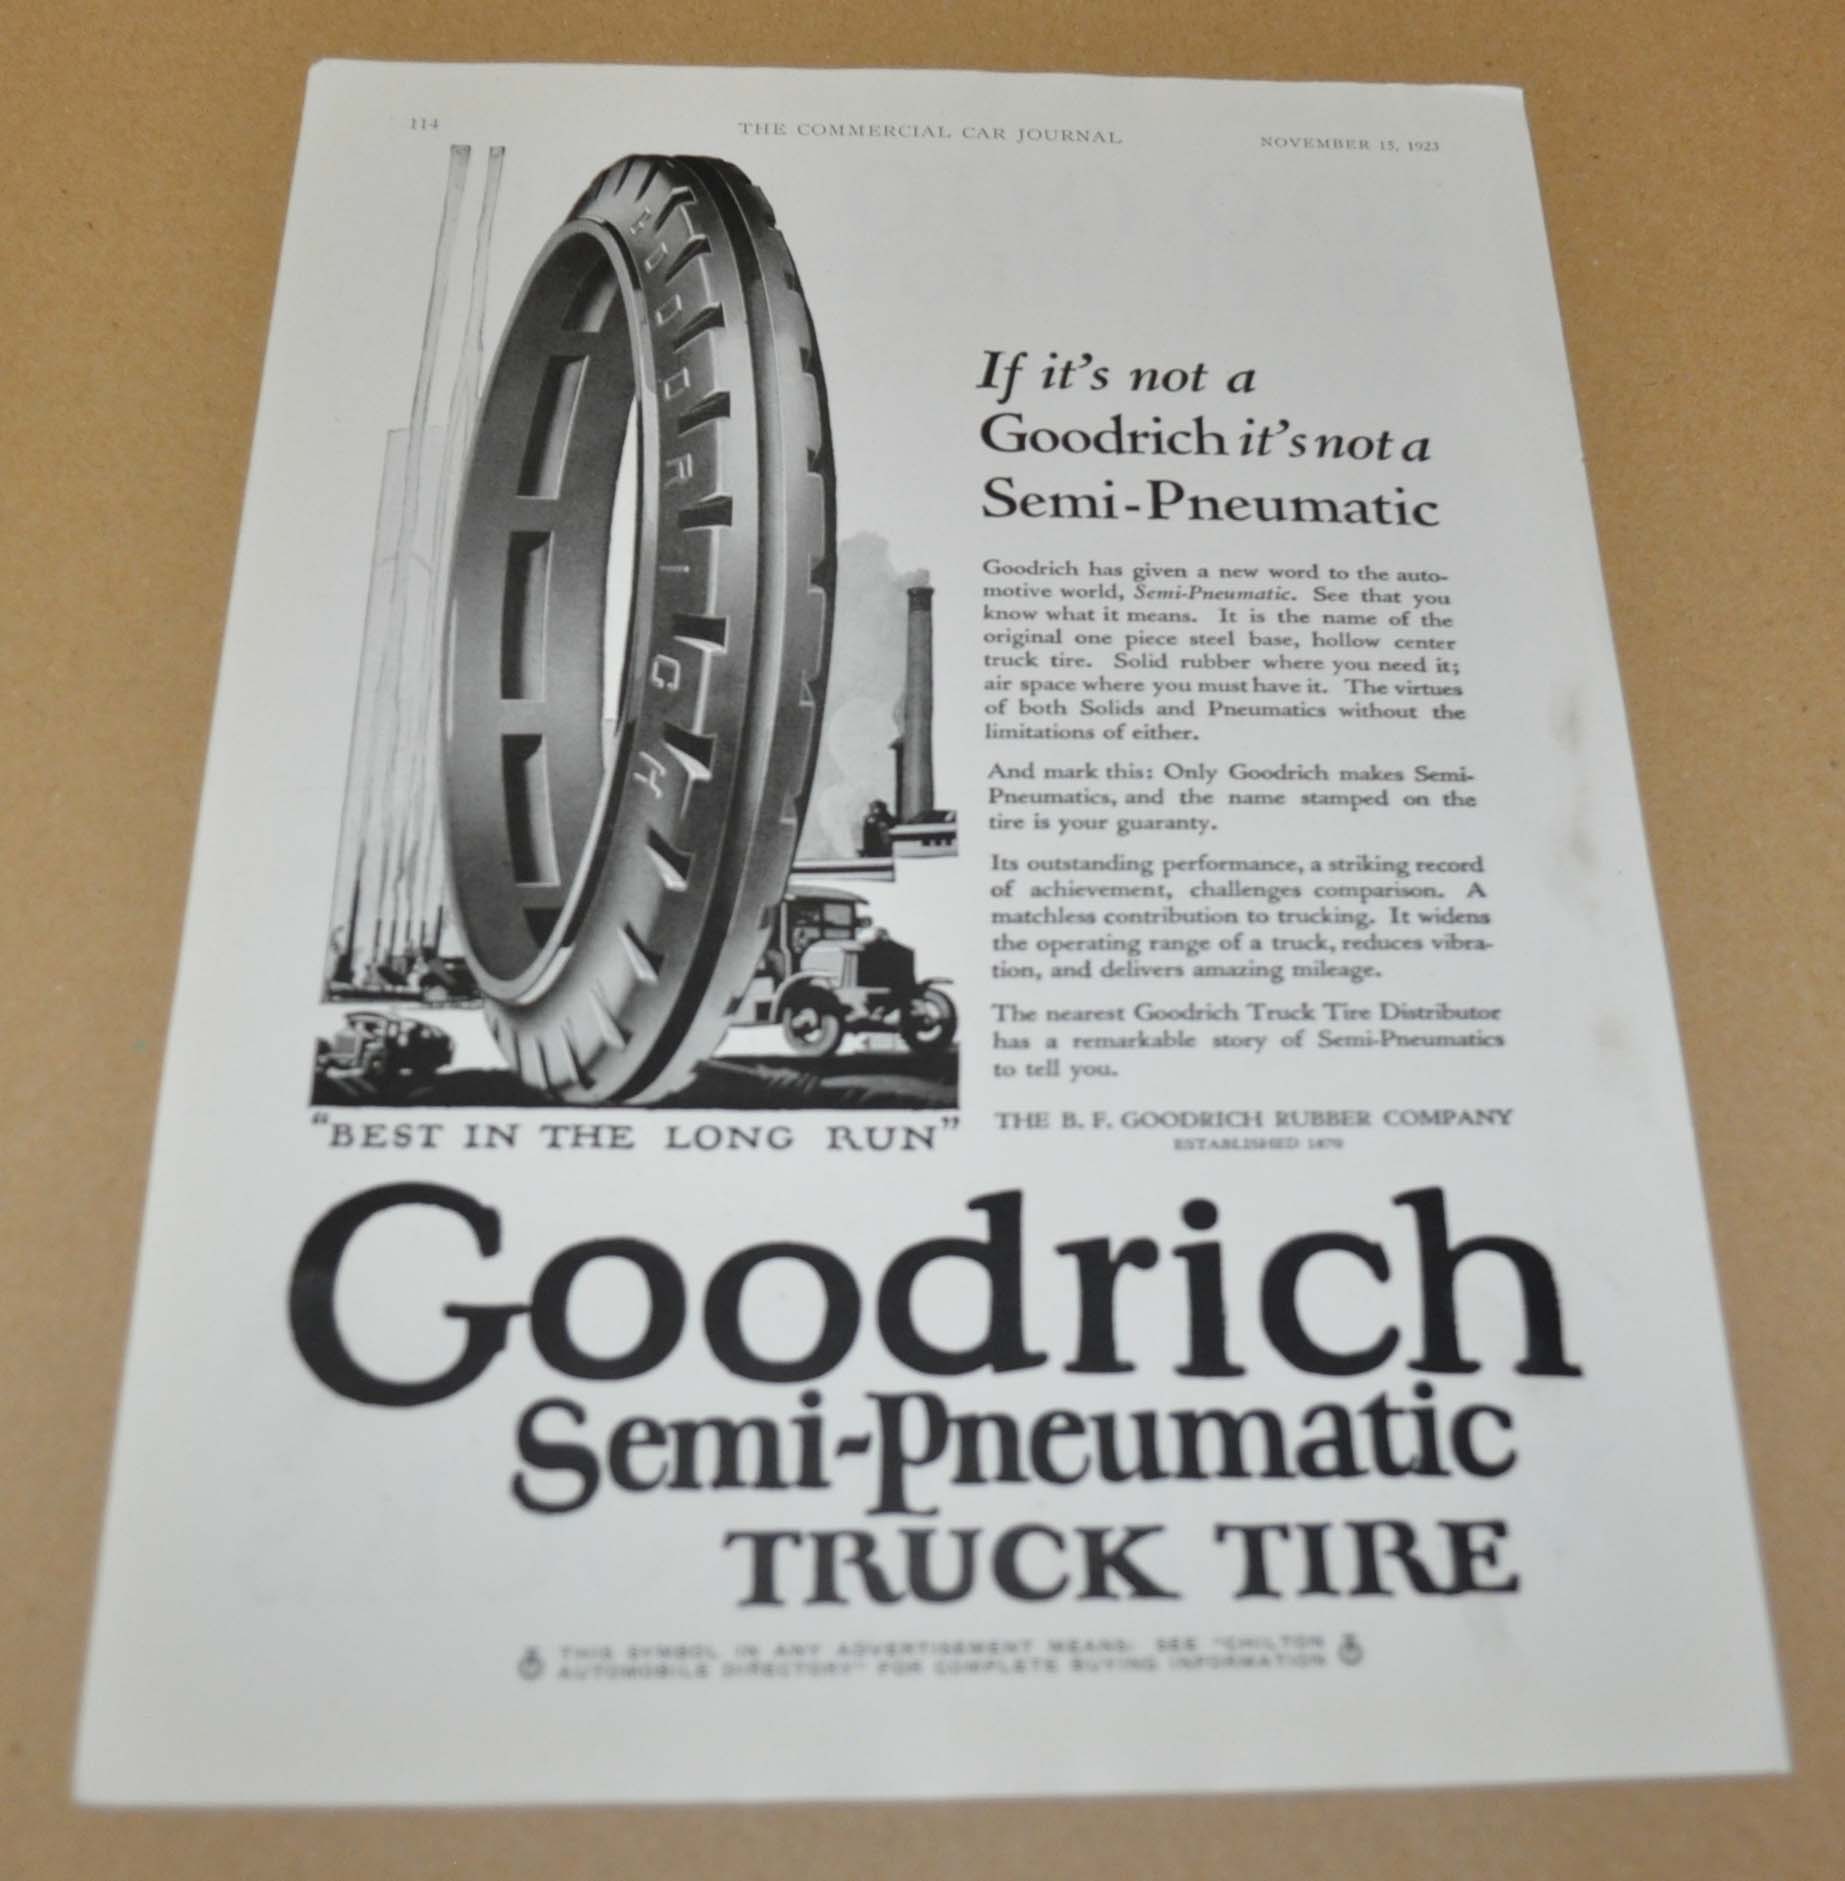 114
THE COMMERCIAL CAR JOURNAL
NOVEMBER 15, 1923
GOODRICH
If it's not a
Goodrich it's not a
Semi-Pneumatic
Goodrich has given a new word to the auto-
motive world, Semi-Pneumatic. See that you
know what it means. It is the name of the
original one piece steel base, hollow center
truck tire. Solid rubber where you need it;
air space where you must have it. The virtues
of both Solids and Pneumatics without the
limitations of either.
And mark this: Only Goodrich makes Semi-
Pneumatics, and the name stamped on the
tire is your guaranty.
Its outstanding performance, a striking record
of achievement, challenges comparison. A
matchless contribution to trucking. It widens
the operating range of a truck, reduces vibra-
tion, and delivers amazing mileage.
The nearest Goodrich Truck Tire Distributor
has a remarkable story of Semi-Pneumatics
to tell you.
THE B. F. GOODRICH RUBBER COMPANY
ESTABLISHED 1870
"BEST IN THE LONG RUN"
Goodrich
Semi-Pneumatic
TRUCK TIRE
THIS SYMBOL IN ANY ADVERTISEMENT MEANS: SEE "CHILTON
AUTOMOBILE DIRECTORY" FOR COMPLETE BUYING INFORMATION